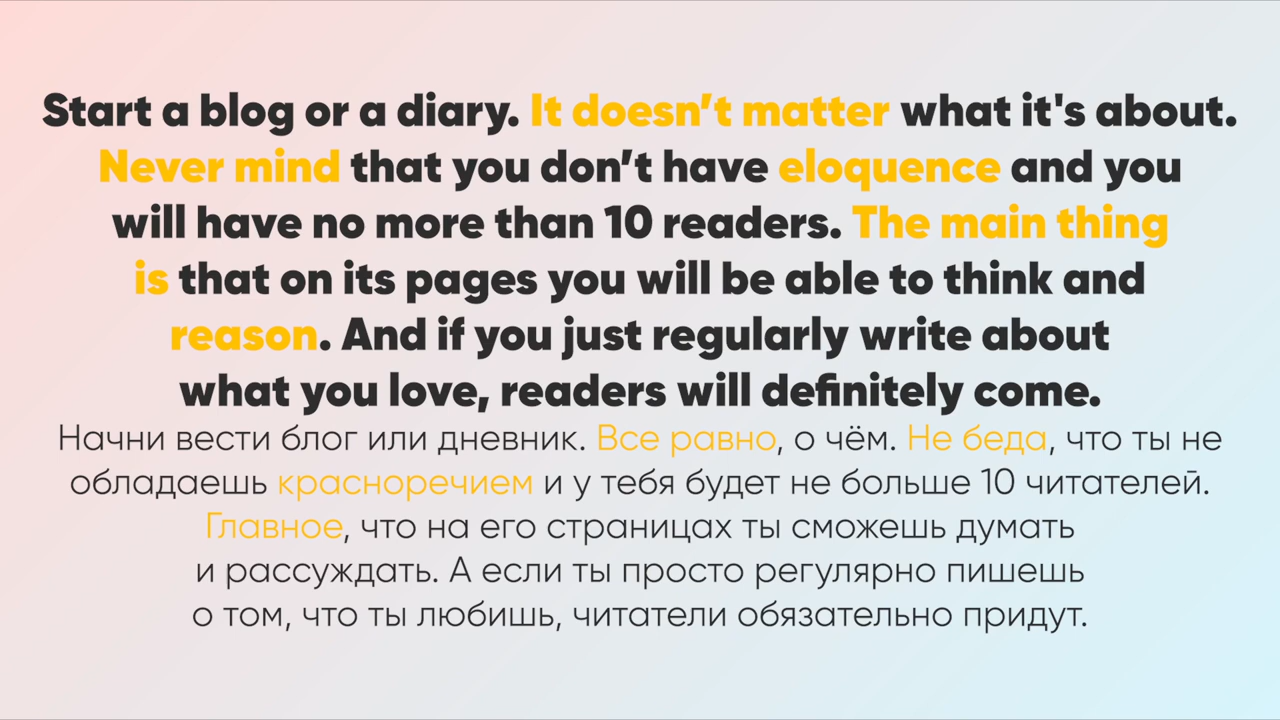 Start a blog or a diary. It doesn’t matter what it's about.
Never mind that you don’t have eloquence and you
will have no more than 10 readers. The main thing
is that on its pages you will be able to think and
reason. And if you just regularly write about
what you love, readers will definitely come.
Начни вести блог или дневник. Все равно, о чём. Не беда, что ты не
обладаешь красноречием и у тебя будет не больше 10 читателей.
Главное, что на его страницах ты сможешь думать
и рассуждать. А если ты просто регулярно пишешь
о том, что ты любишь, читатели обязательно придут.